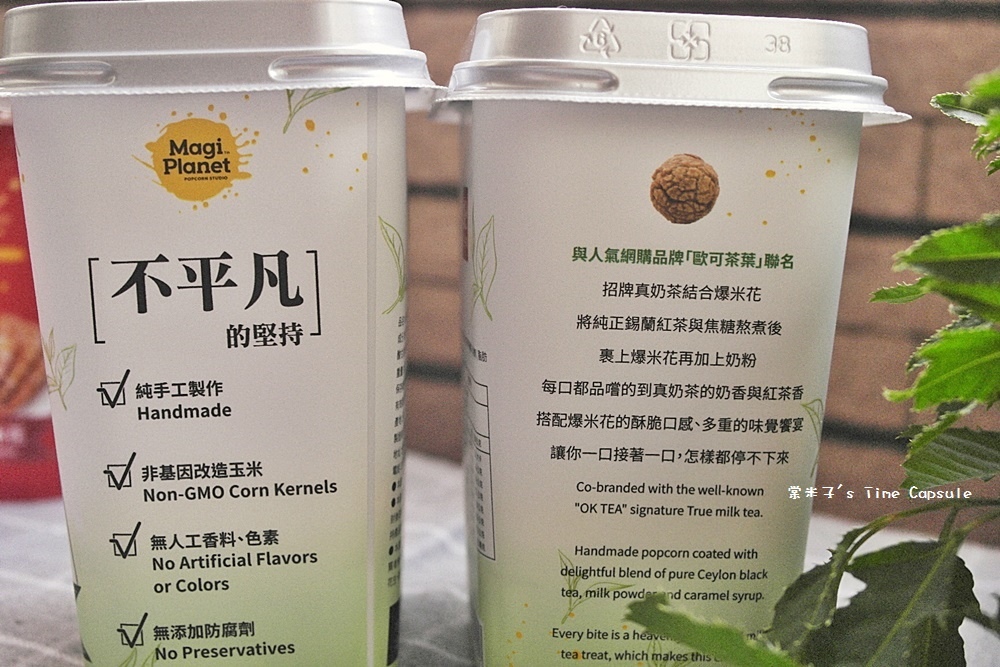 Magi
Planet
POPCORN STUDIO
不平凡
的堅持
純手工製作
Handmade
非基因改造玉米
Non-GMO Corn Kernels
無人工香料、色素
No Artificial Flavors
or Colors
無添加防腐劑
No Preservatives
6
38
與人氣網購品牌「歐可茶葉」聯名
招牌真奶茶結合爆米花
將純正錫蘭紅茶與焦糖熬煮後
裹上爆米花再加上奶粉
每口都品嚐的到真奶茶的奶香與紅茶香
搭配爆米花的酥脆口感、多重的味覺饗宴
讓你一口接著一口,怎樣都停不下來
Co-branded with the well-known
"OK TEA" signature True milk tea.
Handmade popcorn coated with
delightful blend of pure Ceylon black
tea, milk powder and caramel syrup.
Every bite is a
tea treat, which makes this
棠米子's Time Capsule